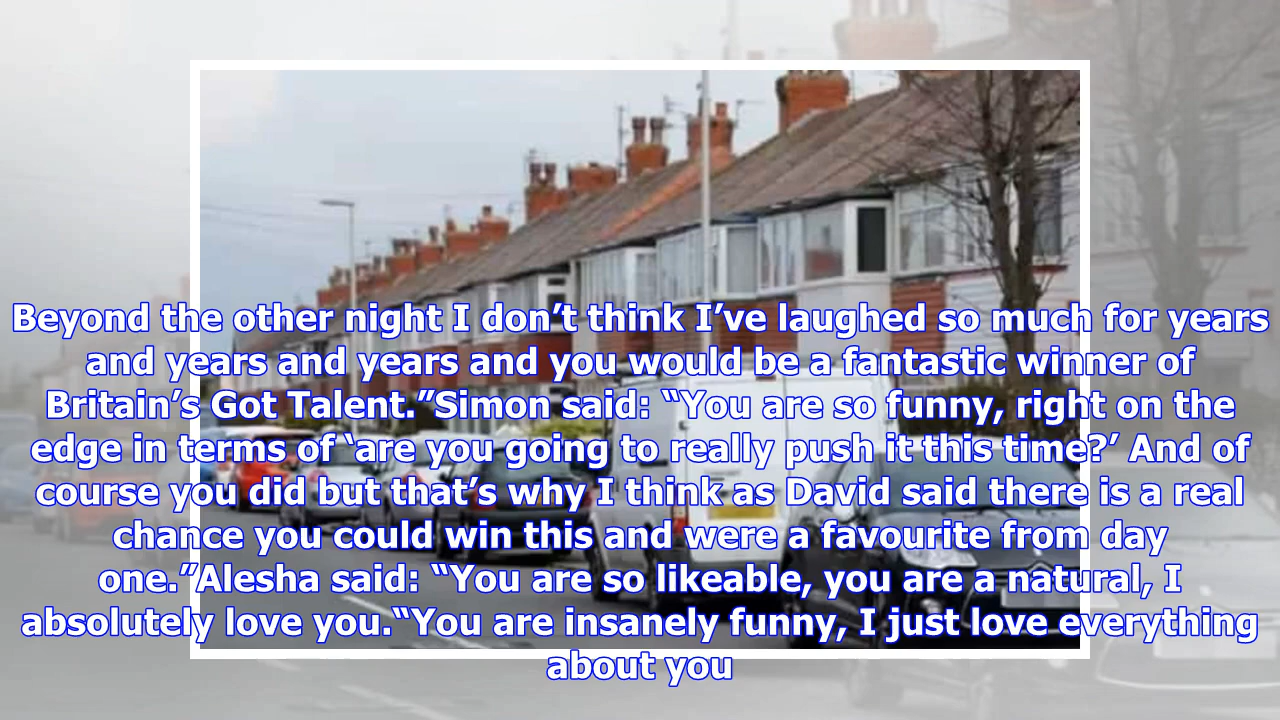 Beyond the other night I don’t think I’ve laughed so much for years
and years and years and you would be a fantastic winner of
Britain’s Got Talent.”Simon said: “You are so funny, right on the
edge in terms of ‘are you going to really push it this time?’ And of
course you did but that’s why I think as David said there is a real
chance you could win this and were a favourite from day
one.”Alesha said: “You are so likeable, you are a natural, I
absolutely love you.“You are insanely funny, I just love everything
about you